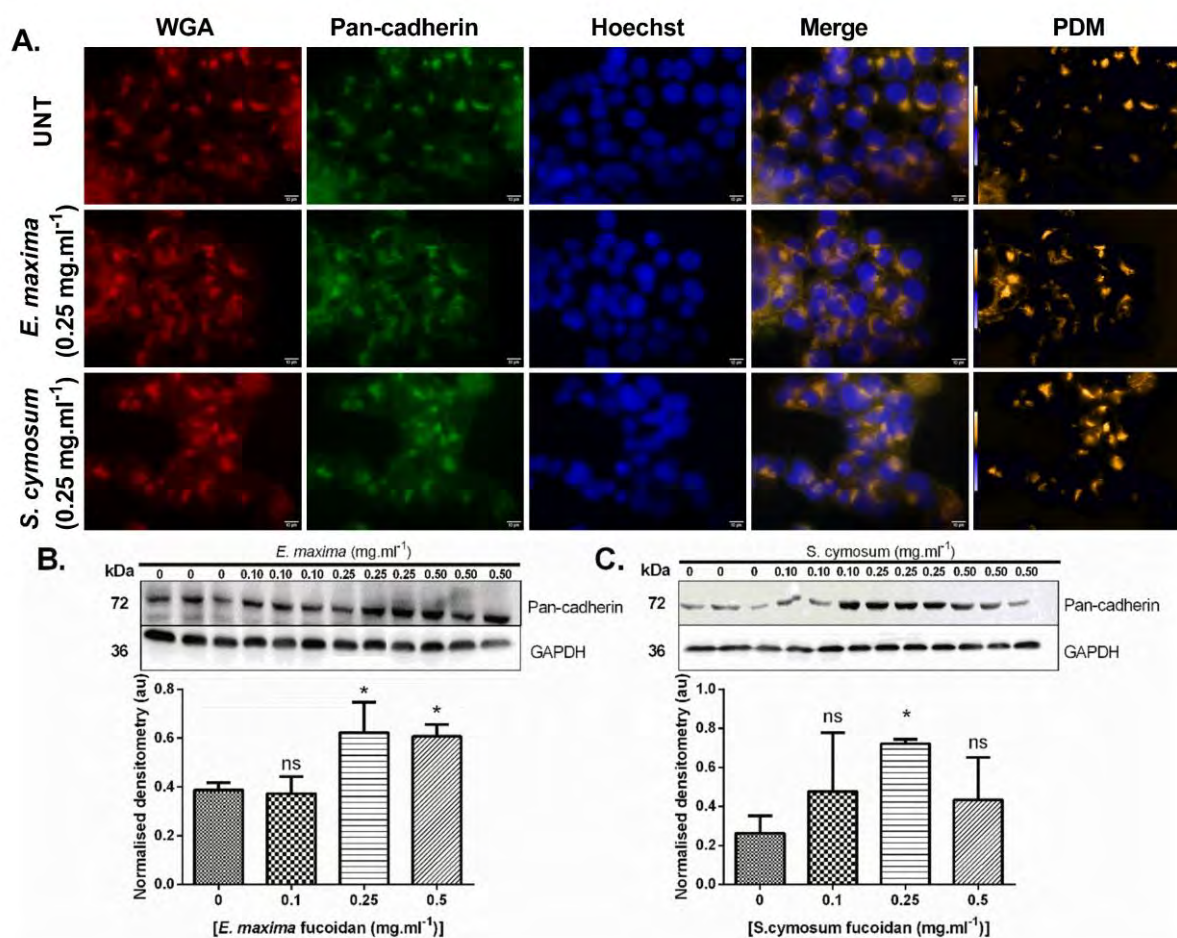 A.
WGA Pan-cadherin Hoechst Merge PDM
UNT
E. maxima
(0.25 mg.ml⁻¹)
S. cymosum
(0.25 mg.ml⁻¹)
B.
E. maxima (mg.ml⁻¹)
kDa 0 0 0 0.10 0.10 0.10 0.25 0.25 0.25 0.50 0.50 0.50
72 Pan-cadherin
36 GAPDH
Normalised densitometry (au)
0.8
0.6
0.4
0.2
0.0
ns * *
0 0.1 0.25 0.5
[E. maxima fucoidan (mg.ml⁻¹)]
C.
S. cymosum (mg.ml⁻¹)
kDa 0 0 0 0.10 0.10 0.10 0.25 0.25 0.25 0.50 0.50 0.50
72 Pan-cadherin
36 GAPDH
Normalised densitometry (au)
1.0
0.8
0.6
0.4
0.2
0.0
ns * ns
0 0.1 0.25 0.5
[S.cymosum fucoidan (mg.ml⁻¹)]